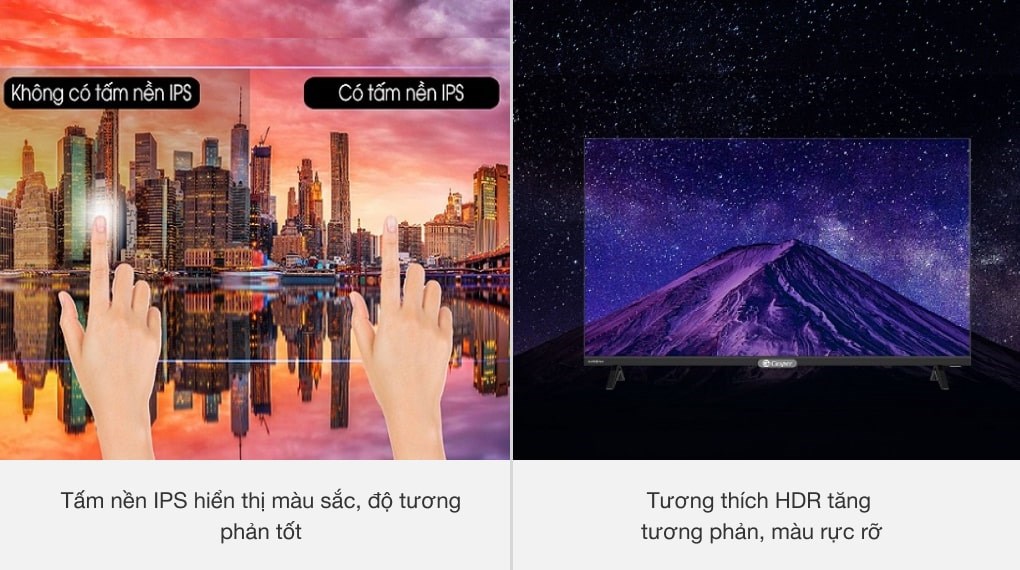 Không có tấm nền IPS
Có tấm nền IPS
Casper
Tấm nền IPS hiển thị màu sắc, độ tương
phản tốt
Tương thích HDR tăng
tương phản, màu rực rỡ